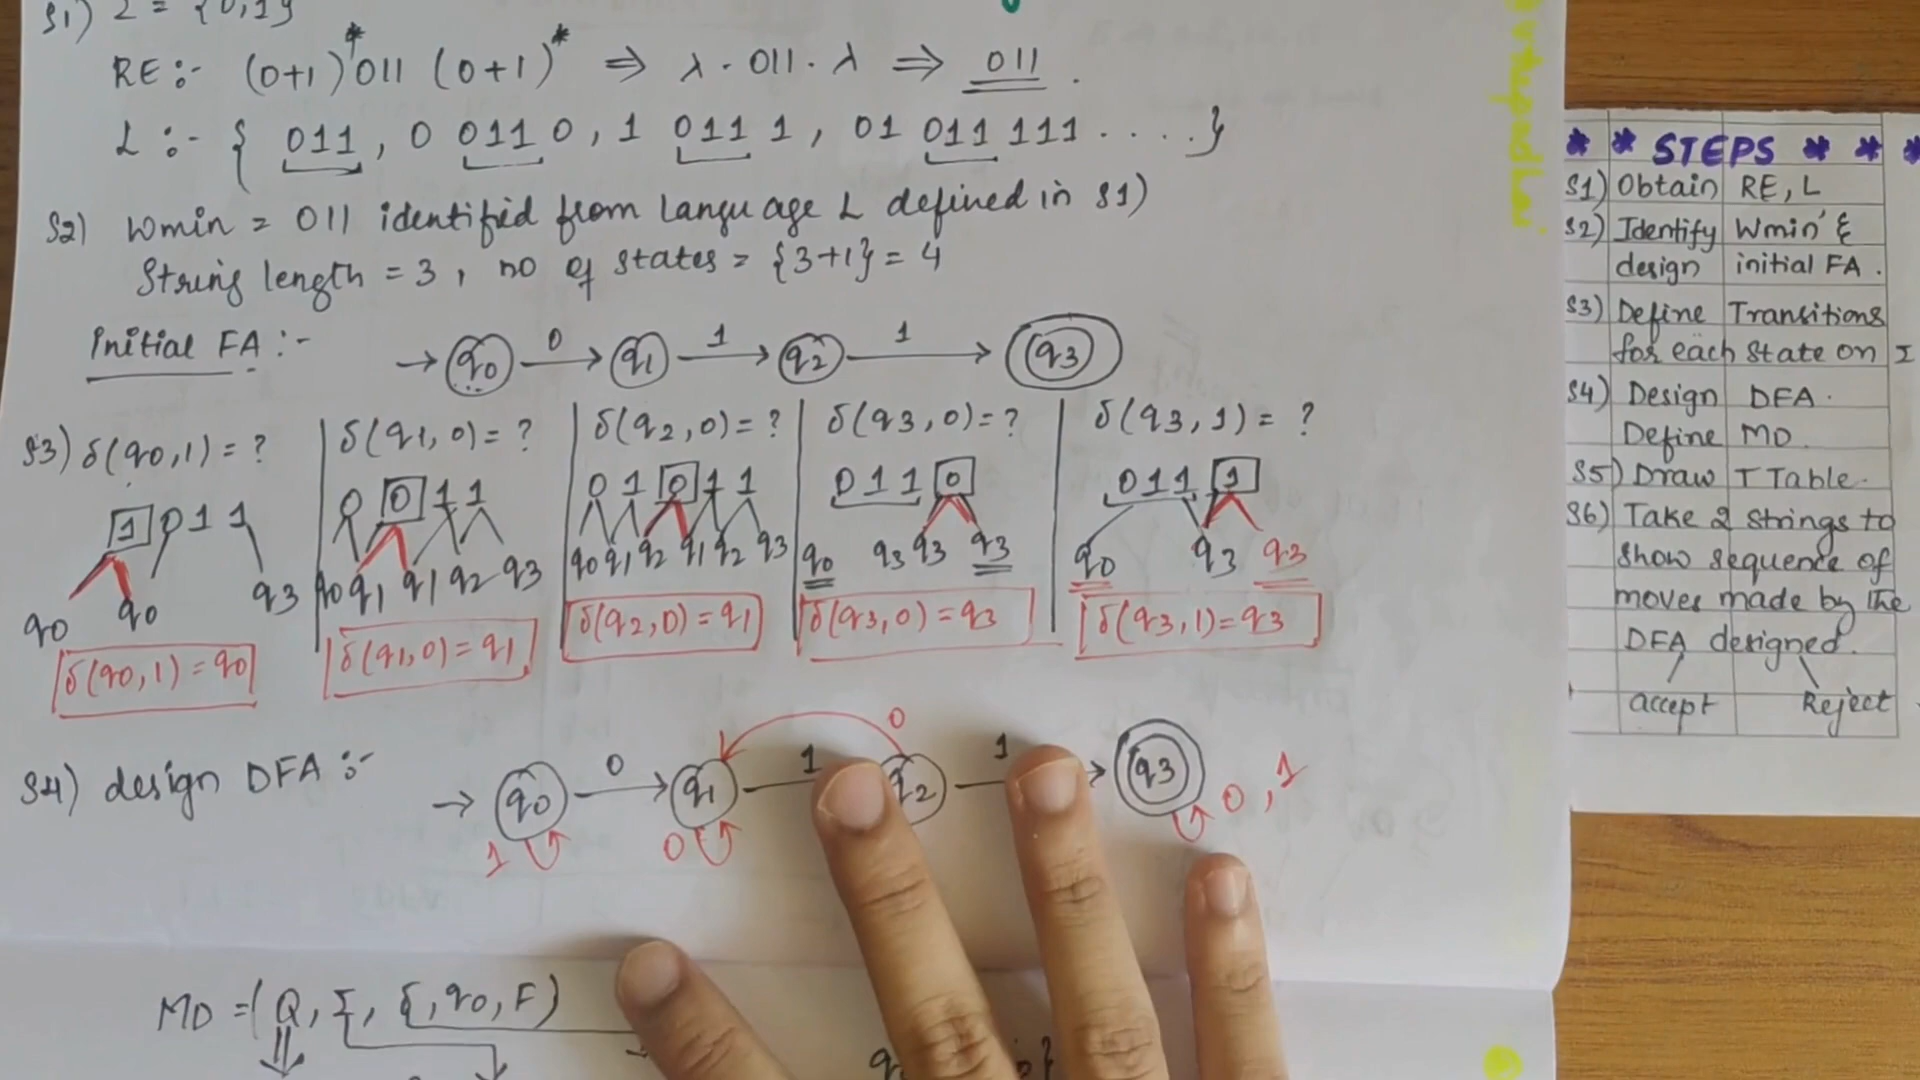 S1) Σ = {0,1}
RE:- (0+1)* 011 (0+1)* ⇒ λ · 011 · λ ⇒ 011 .
L :- { 011 , 0 011 0 , 1 011 1 , 01 011 111 . . . . }
S2) Wmin = 011 identified from language L defined in S1)
String length = 3 , no of states = {3+1} = 4
Initial FA :- → q0 0 → q1 1 → q2 1 → q3
S3) δ(q0,1) = ? δ(q1,0) = ? δ(q2,0) = ? δ(q3,0) = ? δ(q3,1) = ?
1 0 1 1 0 0 1 1 0 1 0 1 1 0 1 1 0 0 1 1 1
q0 q0 q3 q0 q1 q1 q2 q3 q0 q1 q2 q1 q2 q3 q0 q3 q3 q3 q0 q3 q3
δ(q0,1) = q0 δ(q1,0) = q1 δ(q2,0) = q1 δ(q3,0) = q3 δ(q3,1) = q3
S4) design DFA :- → q0 0 → q1 1 q2 1 → q3
0
1 0 0,1
MD = (Q, Σ, δ, q0, F)
* * STEPS * * *
S1) Obtain RE, L
S2) Identify Wmin &
design initial FA .
S3) Define Transitions
for each State on I
S4) Design DFA .
Define MD .
S5) Draw T Table .
S6) Take 2 strings to
show sequence of
moves made by the
DFA designed .
accept Reject